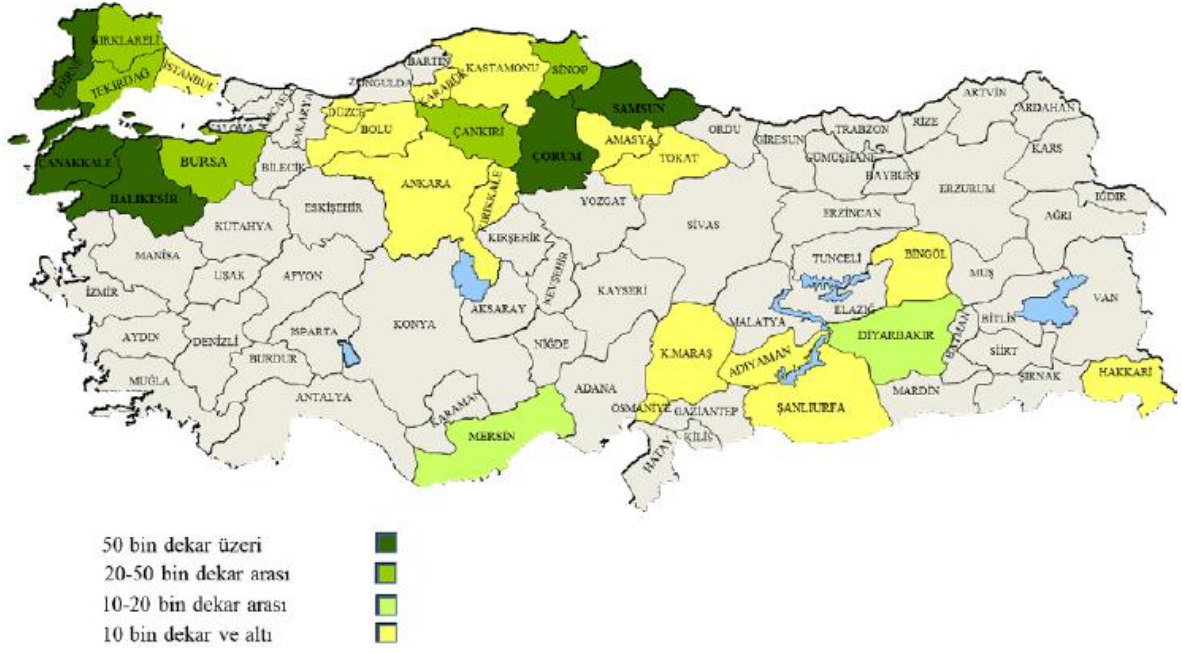 KIRKLARELİ
EDİRNE
TEKİRDAĞ
İSTANBUL
YALOVA
KOCAELİ
SAKARYA
DÜZCE
BOLU
ZONGULDA
BARTIN
KARABÜK
KASTAMONU
SİNOP
SAMSUN
ÇANKIRI
ÇORUM
AMASYA
TOKAT
ORDU
GİRESUN
TRABZON
GÜMÜŞHANE
BAYBURT
RİZE
ARTVİN
ARDAHAN
KARS
ÇANAKKALE
BALIKESİR
BURSA
BİLECİK
ESKİŞEHİR
ANKARA
KIRIKKALE
KIRŞEHİR
YOZGAT
SİVAS
ERZİNCAN
ERZURUM
IĞDIR
AĞRI
MANİSA
KÜTAHYA
UŞAK
AFYON
İZMİR
AYDIN
DENİZLİ
ISPARTA
BURDUR
MUĞLA
ANTALYA
KONYA
AKSARAY
NEVŞEHİR
KAYSERİ
NİĞDE
KARAMAN
MERSİN
ADANA
OSMANİYE
HATAY
KİLİS
GAZİANTEP
K.MARAŞ
MALATYA
ADIYAMAN
ŞANLIURFA
TUNCELİ
ELAZIĞ
BİNGÖL
DİYARBAKIR
MARDİN
BATMAN
MUŞ
BİTLİS
SİİRT
ŞIRNAK
VAN
HAKKARİ
50 bin dekar üzeri
20-50 bin dekar arası
10-20 bin dekar arası
10 bin dekar ve altı